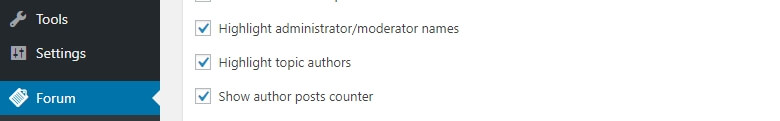 Tools
Settings
Forum
Highlight administrator/moderator names
Highlight topic authors
Show author posts counter